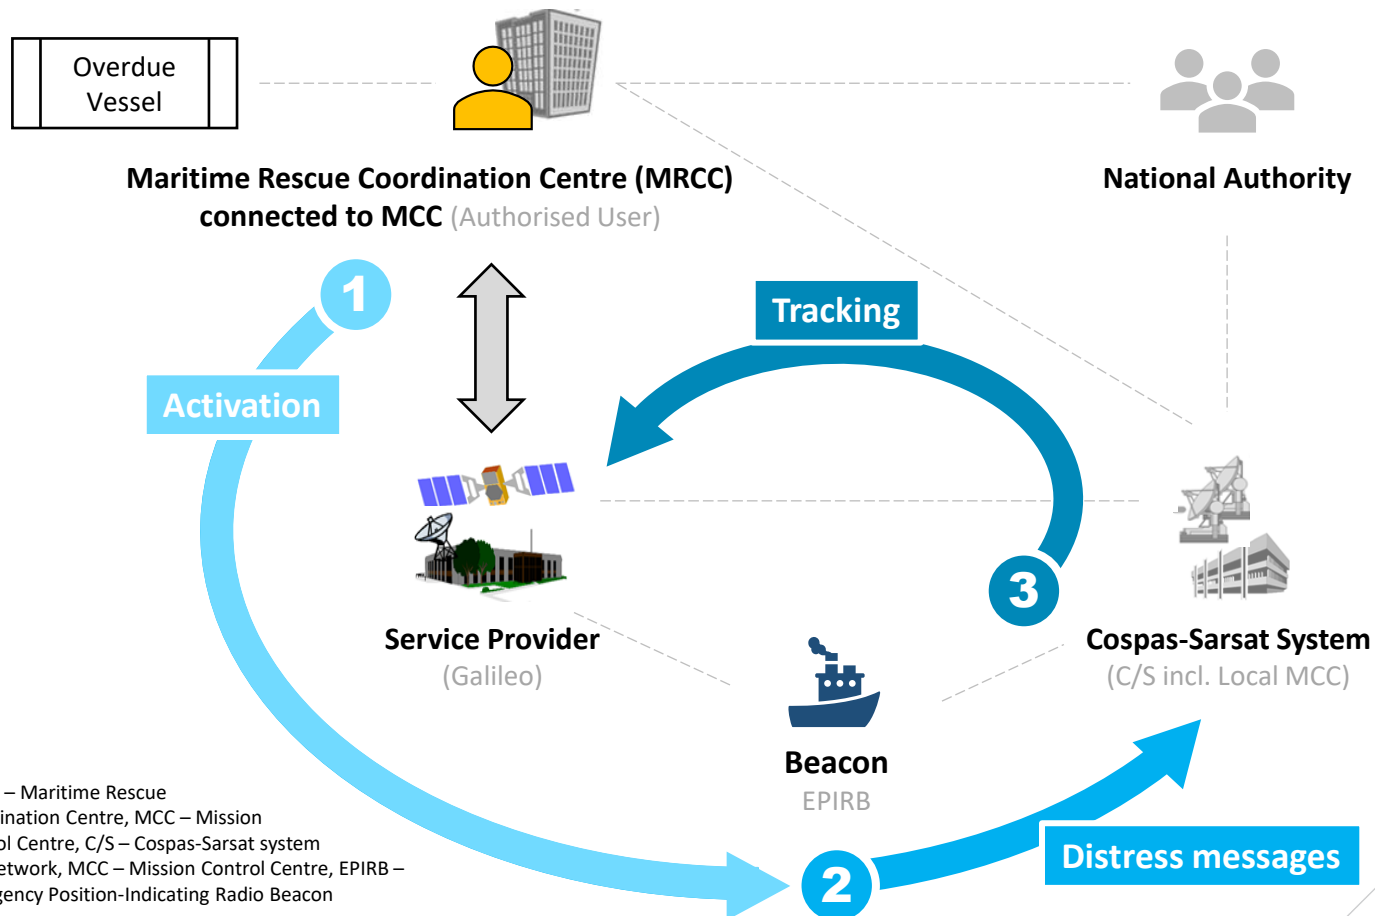 Overdue
Vessel
Maritime Rescue Coordination Centre (MRCC)
connected to MCC (Authorised User)
National Authority
1
Tracking
Activation
3
Service Provider
(Galileo)
Cospas-Sarsat System
(C/S incl. Local MCC)
Beacon
EPIRB
– Maritime Rescue
ination Centre, MCC – Mission
ol Centre, C/S – Cospas-Sarsat system
etwork, MCC – Mission Control Centre, EPIRB –
gency Position-Indicating Radio Beacon
2
Distress messages